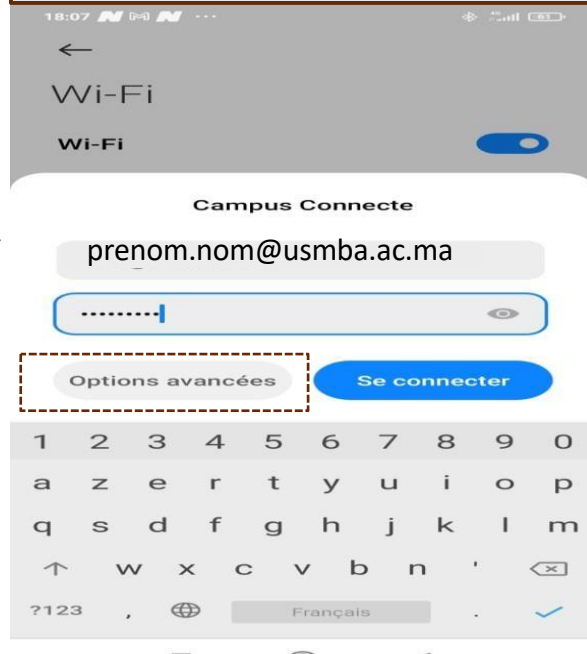 18:07
←
Wi-Fi
Wi-Fi
Campus Connecte
prenom.nom@usmba.ac.ma
•••••••••
Options avancées
Se connecter
1 2 3 4 5 6 7 8 9 0
a z e r t y u i o p
q s d f g h j k l m
w x c v b n '
?123 , Français .